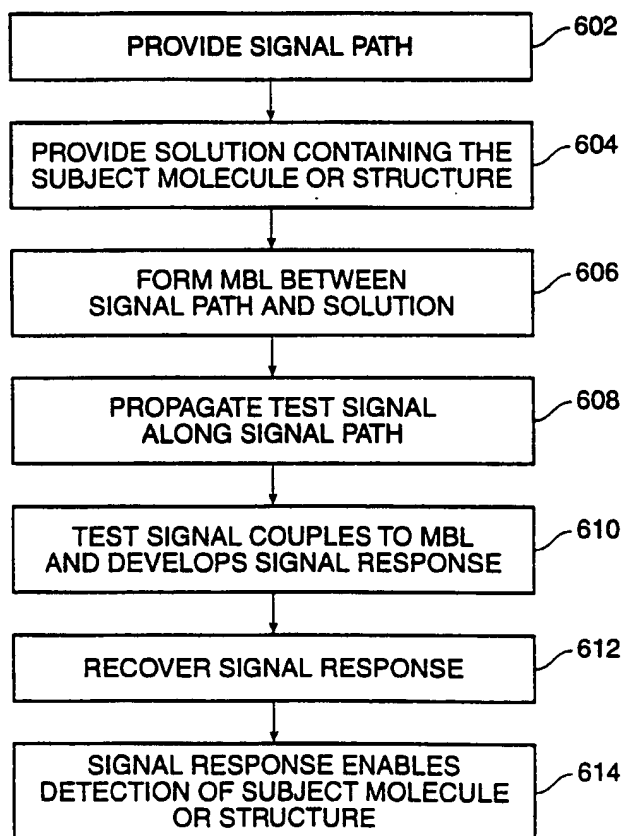 PROVIDE SIGNAL PATH
602
PROVIDE SOLUTION CONTAINING THE
SUBJECT MOLECULE OR STRUCTURE
604
FORM MBL BETWEEN
SIGNAL PATH AND SOLUTION
606
PROPAGATE TEST SIGNAL
ALONG SIGNAL PATH
608
TEST SIGNAL COUPLES TO MBL
AND DEVELOPS SIGNAL RESPONSE
610
RECOVER SIGNAL RESPONSE
612
SIGNAL RESPONSE ENABLES
DETECTION OF SUBJECT MOLECULE
OR STRUCTURE
614